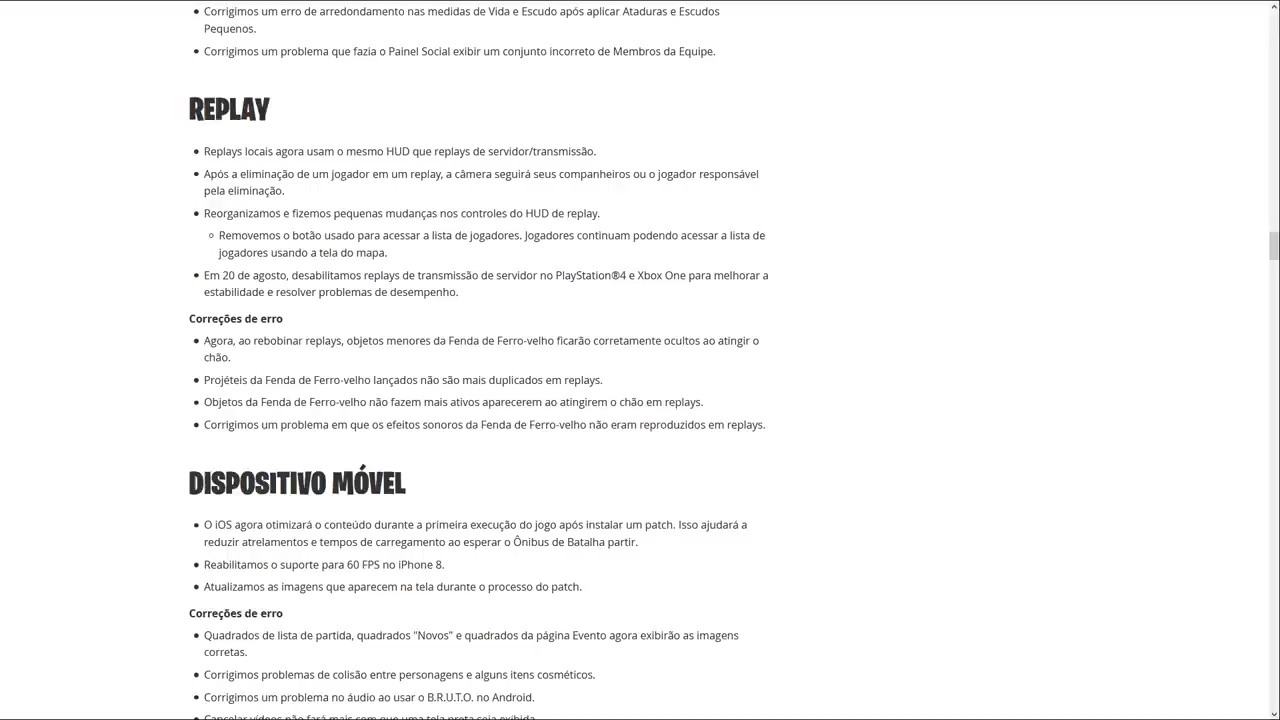 Corrigimos um erro de arredondamento nas medidas de Vida e Escudo após aplicar Ataduras e Escudos
Pequenos.
Corrigimos um problema que fazia o Painel Social exibir um conjunto incorreto de Membros da Equipe.
REPLAY
Replays locais agora usam o mesmo HUD que replays de servidor/transmissão.
Após a eliminação de um jogador em um replay, a câmera seguirá seus companheiros ou o jogador responsável
pela eliminação.
Reorganizamos e fizemos pequenas mudanças nos controles do HUD de replay.
Removemos o botão usado para acessar a lista de jogadores. Jogadores continuam podendo acessar a lista de
jogadores usando a tela do mapa.
Em 20 de agosto, desabilitamos replays de transmissão de servidor no PlayStation®4 e Xbox One para melhorar a
estabilidade e resolver problemas de desempenho.
Correções de erro
Agora, ao rebobinar replays, objetos menores da Fenda de Ferro-velho ficarão corretamente ocultos ao atingir o
chão.
Projéteis da Fenda de Ferro-velho lançados não são mais duplicados em replays.
Objetos da Fenda de Ferro-velho não fazem mais ativos aparecerem ao atingirem o chão em replays.
Corrigimos um problema em que os efeitos sonoros da Fenda de Ferro-velho não eram reproduzidos em replays.
DISPOSITIVO MÓVEL
O iOS agora otimizará o conteúdo durante a primeira execução do jogo após instalar um patch. Isso ajudará a
reduzir atrelamentos e tempos de carregamento ao esperar o Ônibus de Batalha partir.
Reabilitamos o suporte para 60 FPS no iPhone 8.
Atualizamos as imagens que aparecem na tela durante o processo do patch.
Correções de erro
Quadrados de lista de partida, quadrados "Novos" e quadrados da página Evento agora exibirão as imagens
corretas.
Corrigimos problemas de colisão entre personagens e alguns itens cosméticos.
Corrigimos um problema no áudio ao usar o B.R.U.T.O. no Android.
Cancelar vídeos não fará mais com que uma tela preta seja exibida.